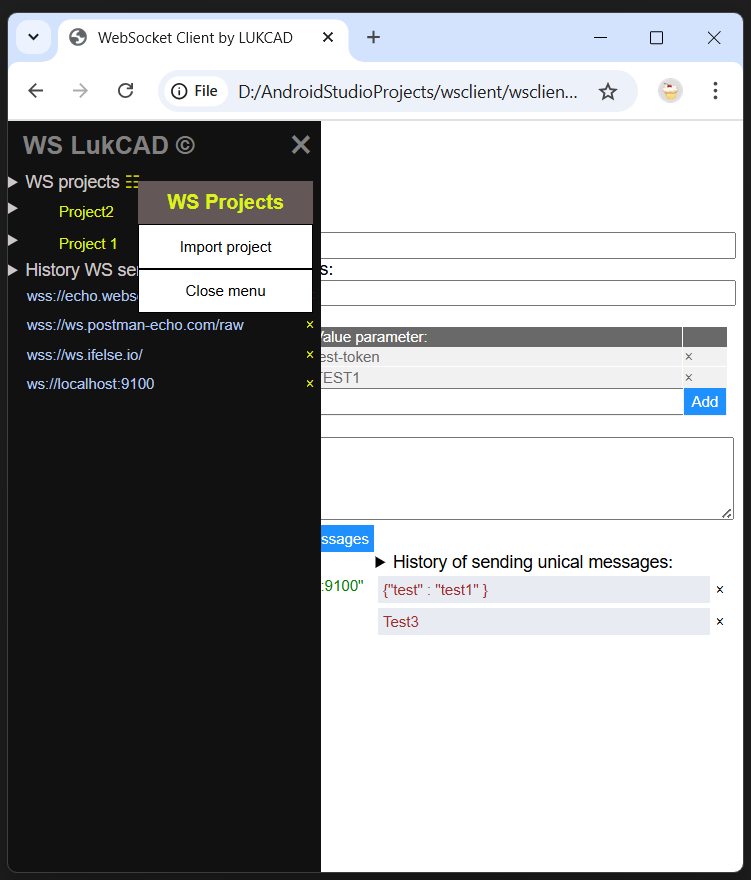 WebSocket Client by LUKCAD
File D:/AndroidStudioProjects/wsclient/wsclien...
WS LukCAD ©
WS projects
WS Projects
Import project
Close menu
Project2
Project 1
History WS se
s:
wss://echo.webs
wss://ws.postman-echo.com/raw ×
wss://ws.ifelse.io/ ×
ws://localhost:9100 ×
Value parameter:
est-token ×
TEST1 ×
Add
ssages
History of sending unical messages:
:9100"
{"test" : "test1" } ×
Test3 ×